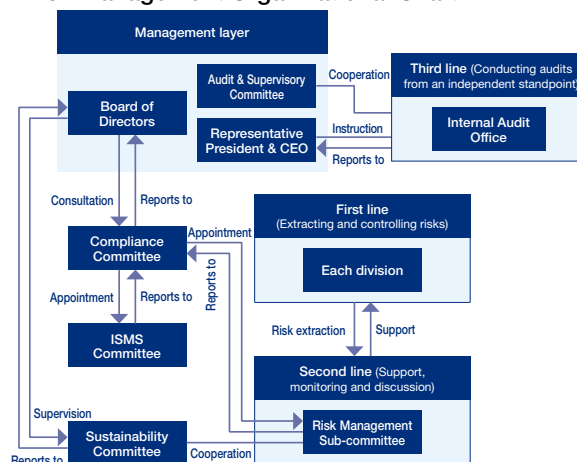 Management layer
Audit & Supervisory
Committee
Cooperation
Third line (Conducting audits
from an independent standpoint)
Board of
Directors
Representative
President & CEO
Instruction
Reports to
Internal Audit
Office
Consultation
Reports to
First line
(Extracting and controlling risks)
Compliance
Committee
Appointment
Reports to
Each division
Appointment
Reports to
ISMS
Committee
Risk extraction
Support
Second line (Support,
monitoring and discussion)
Supervision
Sustainability
Committee
Risk Management
Sub-committee
Reports to
Cooperation